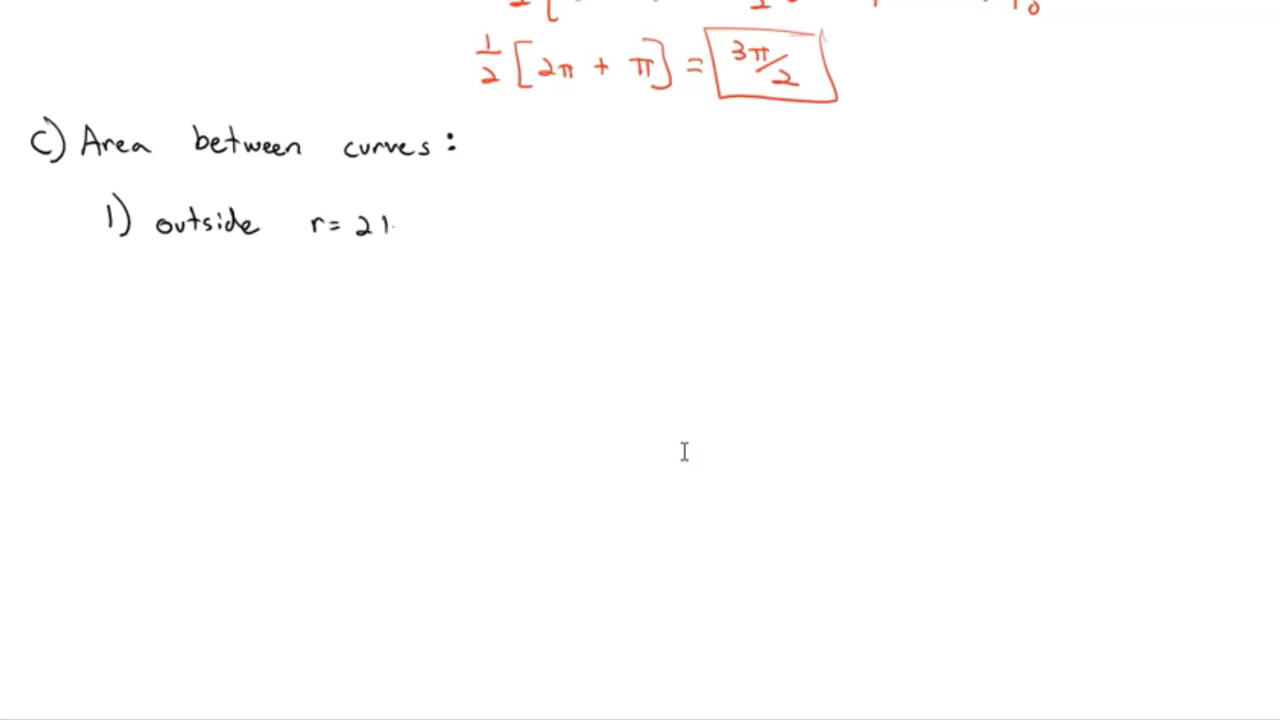 1/2 [2π + π] = 3π/2
c) Area between curves:
1) outside r = 2